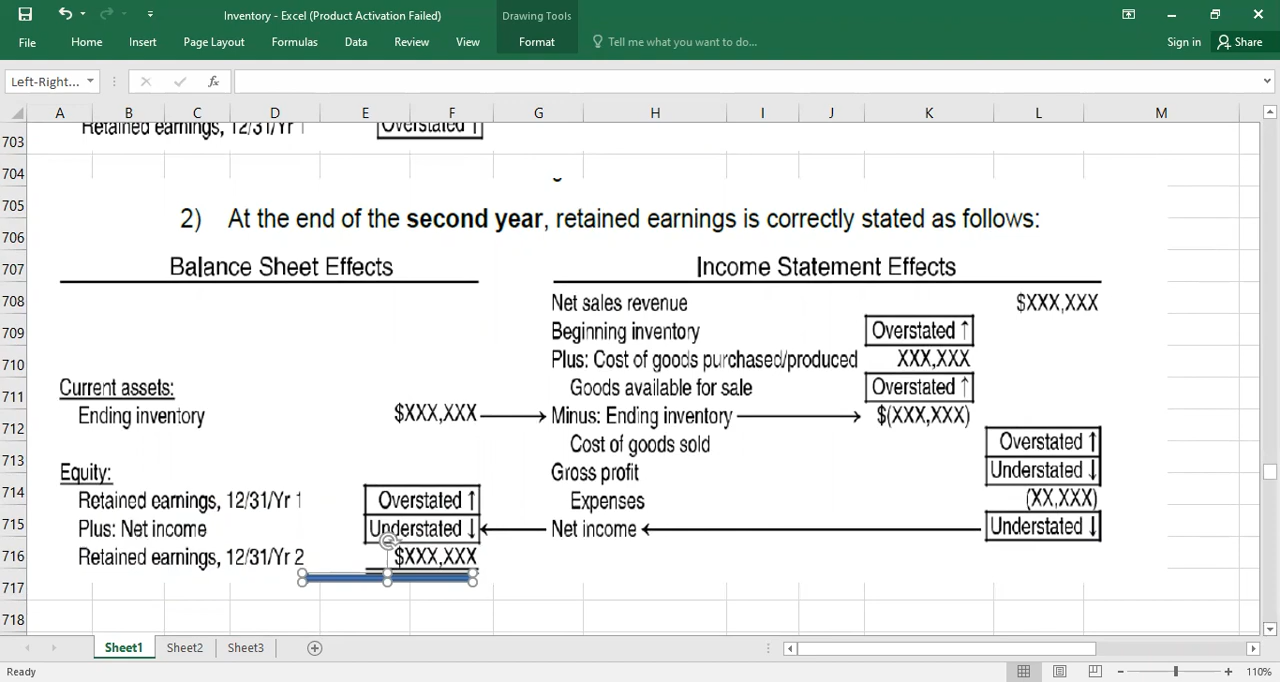 Inventory - Excel (Product Activation Failed)
Drawing Tools
File Home Insert Page Layout Formulas Data Review View Format Tell me what you want to do... Sign in Share
Left-Right... fx
A B C D E F G H I J K L M
703
704
705
706
707
708
709
710
711
712
713
714
715
716
717
718
Retained earnings, 12/31/Yr 1 Overstated ↑
2) At the end of the second year, retained earnings is correctly stated as follows:
Balance Sheet Effects Income Statement Effects
Net sales revenue $XXX,XXX
Beginning inventory Overstated ↑
Plus: Cost of goods purchased/produced XXX,XXX
Current assets: Goods available for sale Overstated ↑
Ending inventory $XXX,XXX Minus: Ending inventory $(XXX,XXX)
Cost of goods sold Overstated ↑
Equity: Gross profit Understated ↓
Retained earnings, 12/31/Yr 1 Overstated ↑ Expenses (XX,XXX)
Plus: Net income Understated ↓ Net income Understated ↓
Retained earnings, 12/31/Yr 2 $XXX,XXX
Sheet1 Sheet2 Sheet3
Ready 110%